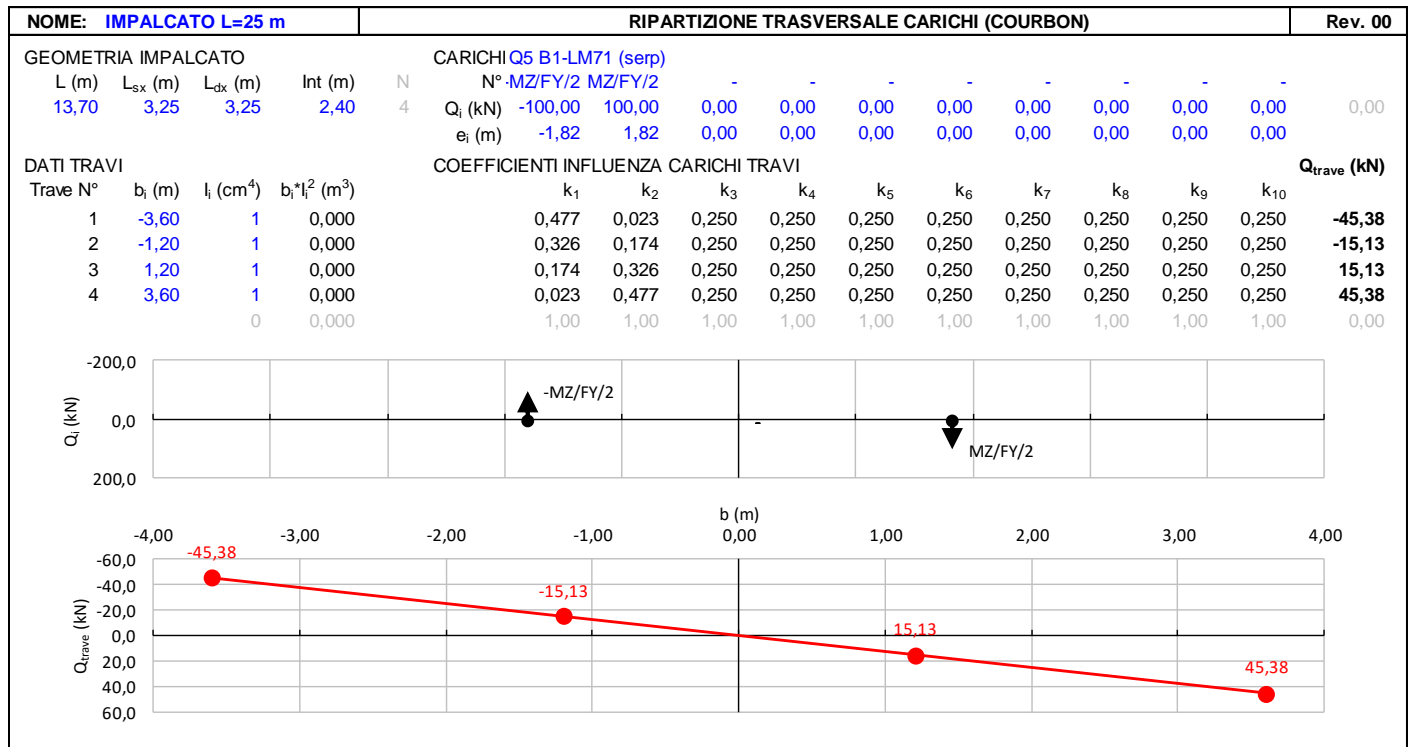 NOME: IMPALCATO L=25 m RIPARTIZIONE TRASVERSALE CARICHI (COURBON) Rev. 00
GEOMETRIA IMPALCATO CARICHI Q5 B1-LM71 (serp)
L (m) Lsx (m) Ldx (m) Int (m) N N° -MZ/FY/2 MZ/FY/2 - - - - - - - -
13,70 3,25 3,25 2,40 4 Qi (kN) -100,00 100,00 0,00 0,00 0,00 0,00 0,00 0,00 0,00 0,00 0,00
ei (m) -1,82 1,82 0,00 0,00 0,00 0,00 0,00 0,00 0,00 0,00
DATI TRAVI COEFFICIENTI INFLUENZA CARICHI TRAVI Qtrave (kN)
Trave N° bi (m) Ii (cm4) bi*Ii2 (m3) k1 k2 k3 k4 k5 k6 k7 k8 k9 k10
1 -3,60 1 0,000 0,477 0,023 0,250 0,250 0,250 0,250 0,250 0,250 0,250 0,250 -45,38
2 -1,20 1 0,000 0,326 0,174 0,250 0,250 0,250 0,250 0,250 0,250 0,250 0,250 -15,13
3 1,20 1 0,000 0,174 0,326 0,250 0,250 0,250 0,250 0,250 0,250 0,250 0,250 15,13
4 3,60 1 0,000 0,023 0,477 0,250 0,250 0,250 0,250 0,250 0,250 0,250 0,250 45,38
0 0,000 1,00 1,00 1,00 1,00 1,00 1,00 1,00 1,00 1,00 1,00 0,00
-200,0
-MZ/FY/2
Qi (kN)
0,0
-
MZ/FY/2
200,0
b (m)
-4,00 -3,00 -2,00 -1,00 0,00 1,00 2,00 3,00 4,00
-45,38
-60,0
-40,0
-15,13
-20,0
Qtrave (kN)
0,0
15,13
20,0
45,38
40,0
60,0